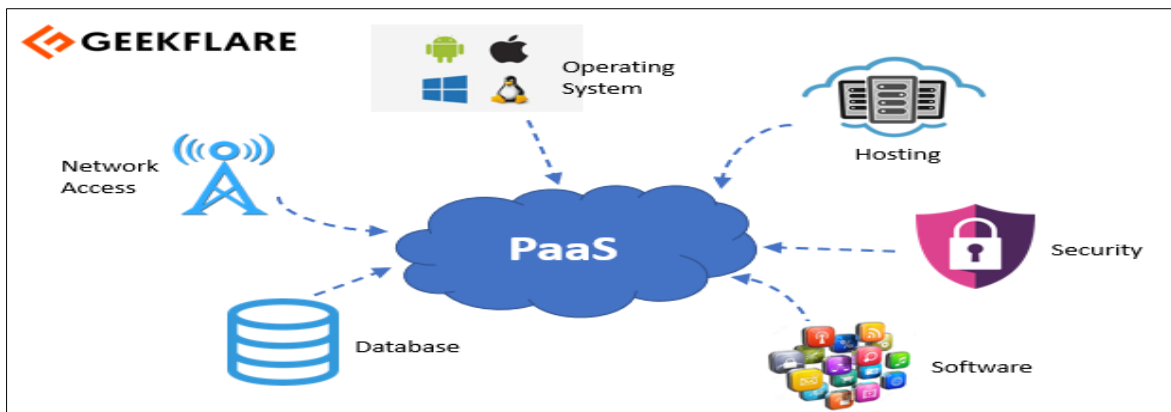 GEEKFLARE
Operating
System
Hosting
Network
Access
PaaS
Security
Database
Software